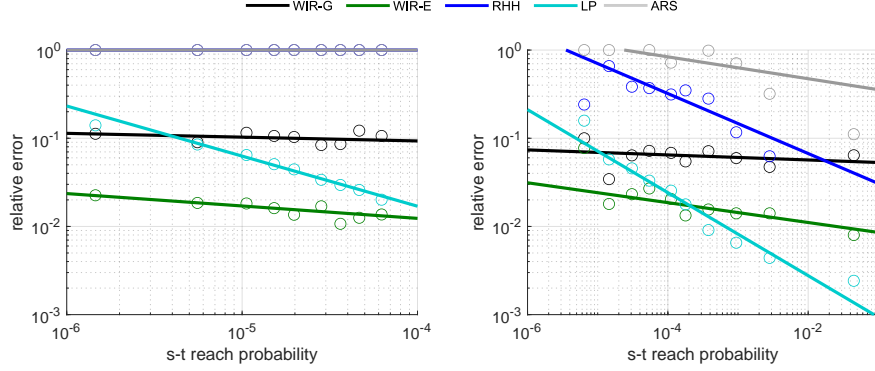 WIR-G WIR-E RHH LP ARS
relative error
10^0
10^-1
10^-2
10^-3
10^-6 10^-5 10^-4
s-t reach probability
relative error
10^0
10^-1
10^-2
10^-3
10^-6 10^-4 10^-2
s-t reach probability